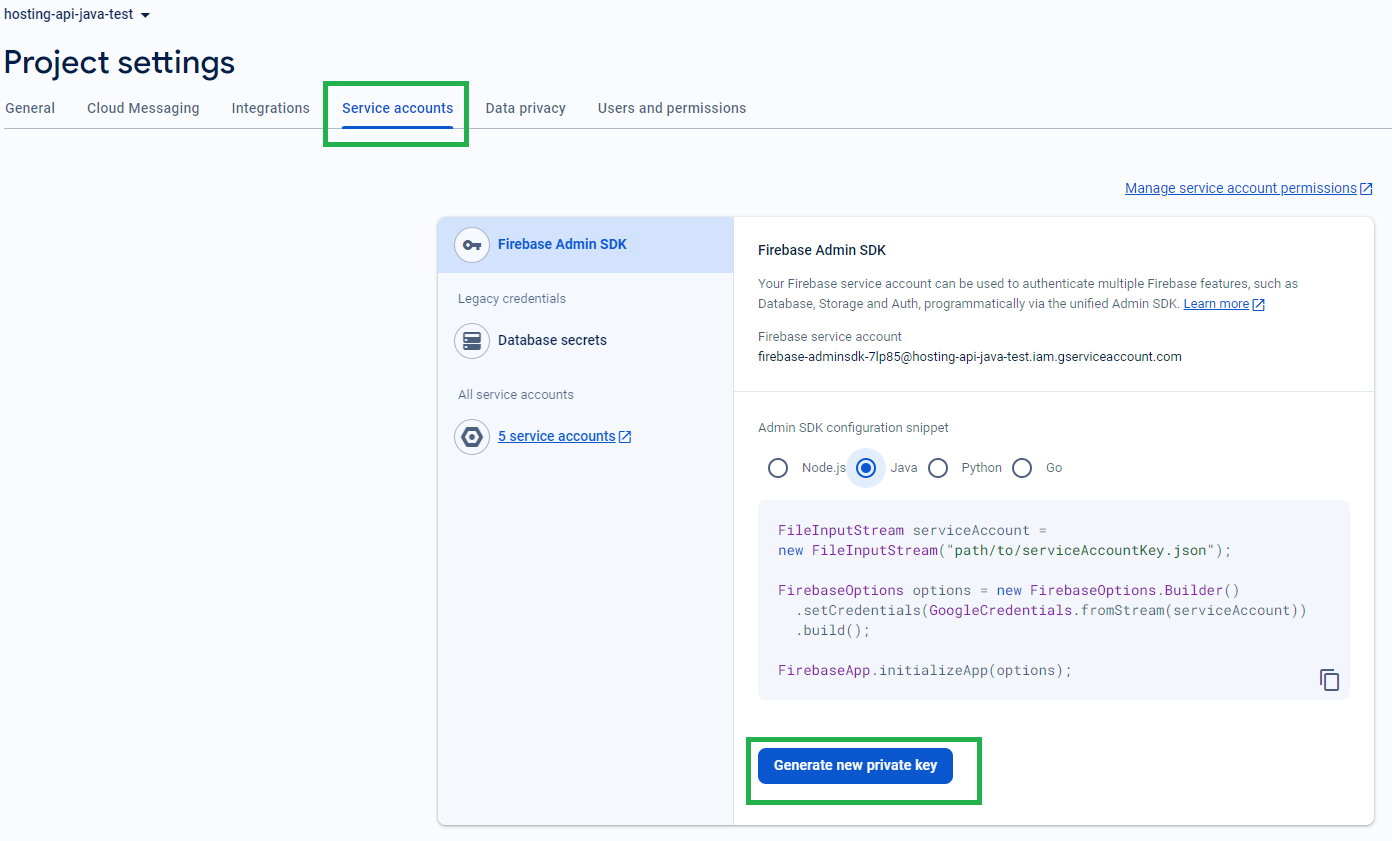 hosting-api-java-test
Project settings
General Cloud Messaging Integrations Service accounts Data privacy Users and permissions
Manage service account permissions
Firebase Admin SDK
Legacy credentials
Database secrets
All service accounts
5 service accounts
Firebase Admin SDK
Your Firebase service account can be used to authenticate multiple Firebase features, such as
Database, Storage and Auth, programmatically via the unified Admin SDK. Learn more
Firebase service account
firebase-adminsdk-7lp85@hosting-api-java-test.iam.gserviceaccount.com
Admin SDK configuration snippet
Node.js Java Python Go
FileInputStream serviceAccount =
new FileInputStream("path/to/serviceAccountKey.json");
FirebaseOptions options = new FirebaseOptions.Builder()
.setCredentials(GoogleCredentials.fromStream(serviceAccount))
.build();
FirebaseApp.initializeApp(options);
Generate new private key